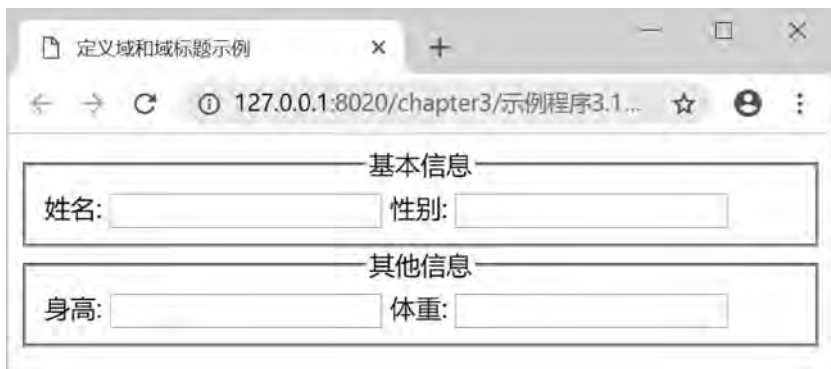 定义域和域标题示例
127.0.0.1:8020/chapter3/示例程序3.1...
基本信息
姓名: 性别:
其他信息
身高: 体重: